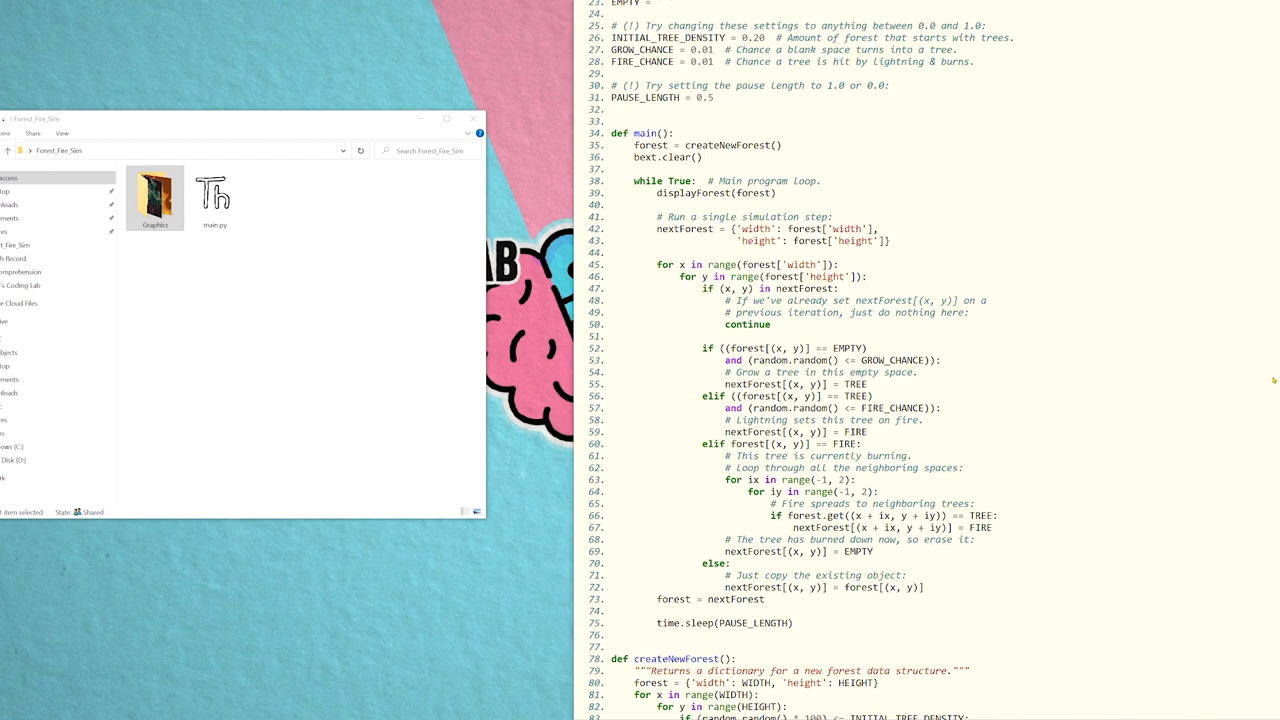 Forest_Fire_Sim
Share
View
Forest_Fire_Sim
Search Forest_Fire_Sim
Graphics
main.py
1 item selected
State:
Shared
AB
23. EMPTY = ' '
24.
25. # (!) Try changing these settings to anything between 0.0 and 1.0:
26. INITIAL_TREE_DENSITY = 0.20  # Amount of forest that starts with trees.
27. GROW_CHANCE = 0.01  # Chance a blank space turns into a tree.
28. FIRE_CHANCE = 0.01  # Chance a tree is hit by lightning & burns.
29.
30. # (!) Try setting the pause length to 1.0 or 0.0:
31. PAUSE_LENGTH = 0.5
32.
33.
34. def main():
35.     forest = createNewForest()
36.     bext.clear()
37.
38.     while True:  # Main program loop.
39.         displayForest(forest)
40.
41.         # Run a single simulation step:
42.         nextForest = {'width': forest['width'],
43.                       'height': forest['height']}
44.
45.         for x in range(forest['width']):
46.             for y in range(forest['height']):
47.                 if (x, y) in nextForest:
48.                     # If we've already set nextForest[(x, y)] on a
49.                     # previous iteration, just do nothing here:
50.                     continue
51.
52.                 if ((forest[(x, y)] == EMPTY)
53.                     and (random.random() <= GROW_CHANCE)):
54.                     # Grow a tree in this empty space.
55.                     nextForest[(x, y)] = TREE
56.                 elif ((forest[(x, y)] == TREE)
57.                     and (random.random() <= FIRE_CHANCE)):
58.                     # Lightning sets this tree on fire.
59.                     nextForest[(x, y)] = FIRE
60.                 elif forest[(x, y)] == FIRE:
61.                     # This tree is currently burning.
62.                     # Loop through all the neighboring spaces:
63.                     for ix in range(-1, 2):
64.                         for iy in range(-1, 2):
65.                             # Fire spreads to neighboring trees:
66.                             if forest.get((x + ix, y + iy)) == TREE:
67.                                 nextForest[(x + ix, y + iy)] = FIRE
68.                     # The tree has burned down now, so erase it:
69.                     nextForest[(x, y)] = EMPTY
70.                 else:
71.                     # Just copy the existing object:
72.                     nextForest[(x, y)] = forest[(x, y)]
73.         forest = nextForest
74.
75.         time.sleep(PAUSE_LENGTH)
76.
77.
78. def createNewForest():
79.     """Returns a dictionary for a new forest data structure."""
80.     forest = {'width': WIDTH, 'height': HEIGHT}
81.     for x in range(WIDTH):
82.         for y in range(HEIGHT):
83.             if (random.random() * 100) <= INITIAL_TREE_DENSITY: